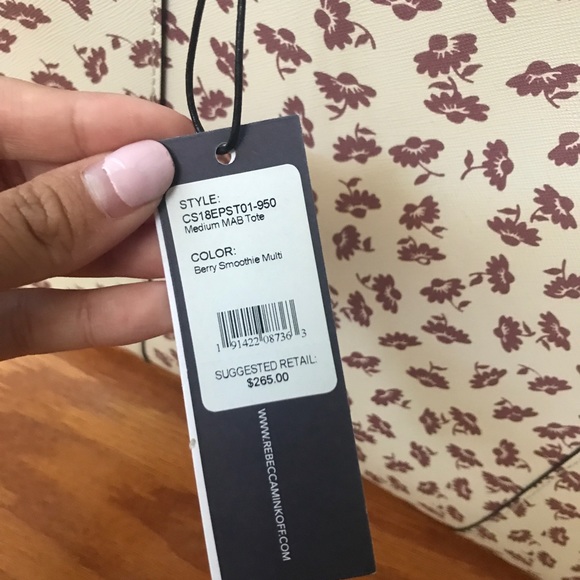 STYLE:
CS18EPST01-950
Medium MAB Tote
COLOR:
Berry Smoothie Multi
1 91422 08736 3
SUGGESTED RETAIL:
$265.00
WWW.REBECCAMINKOFF.COM